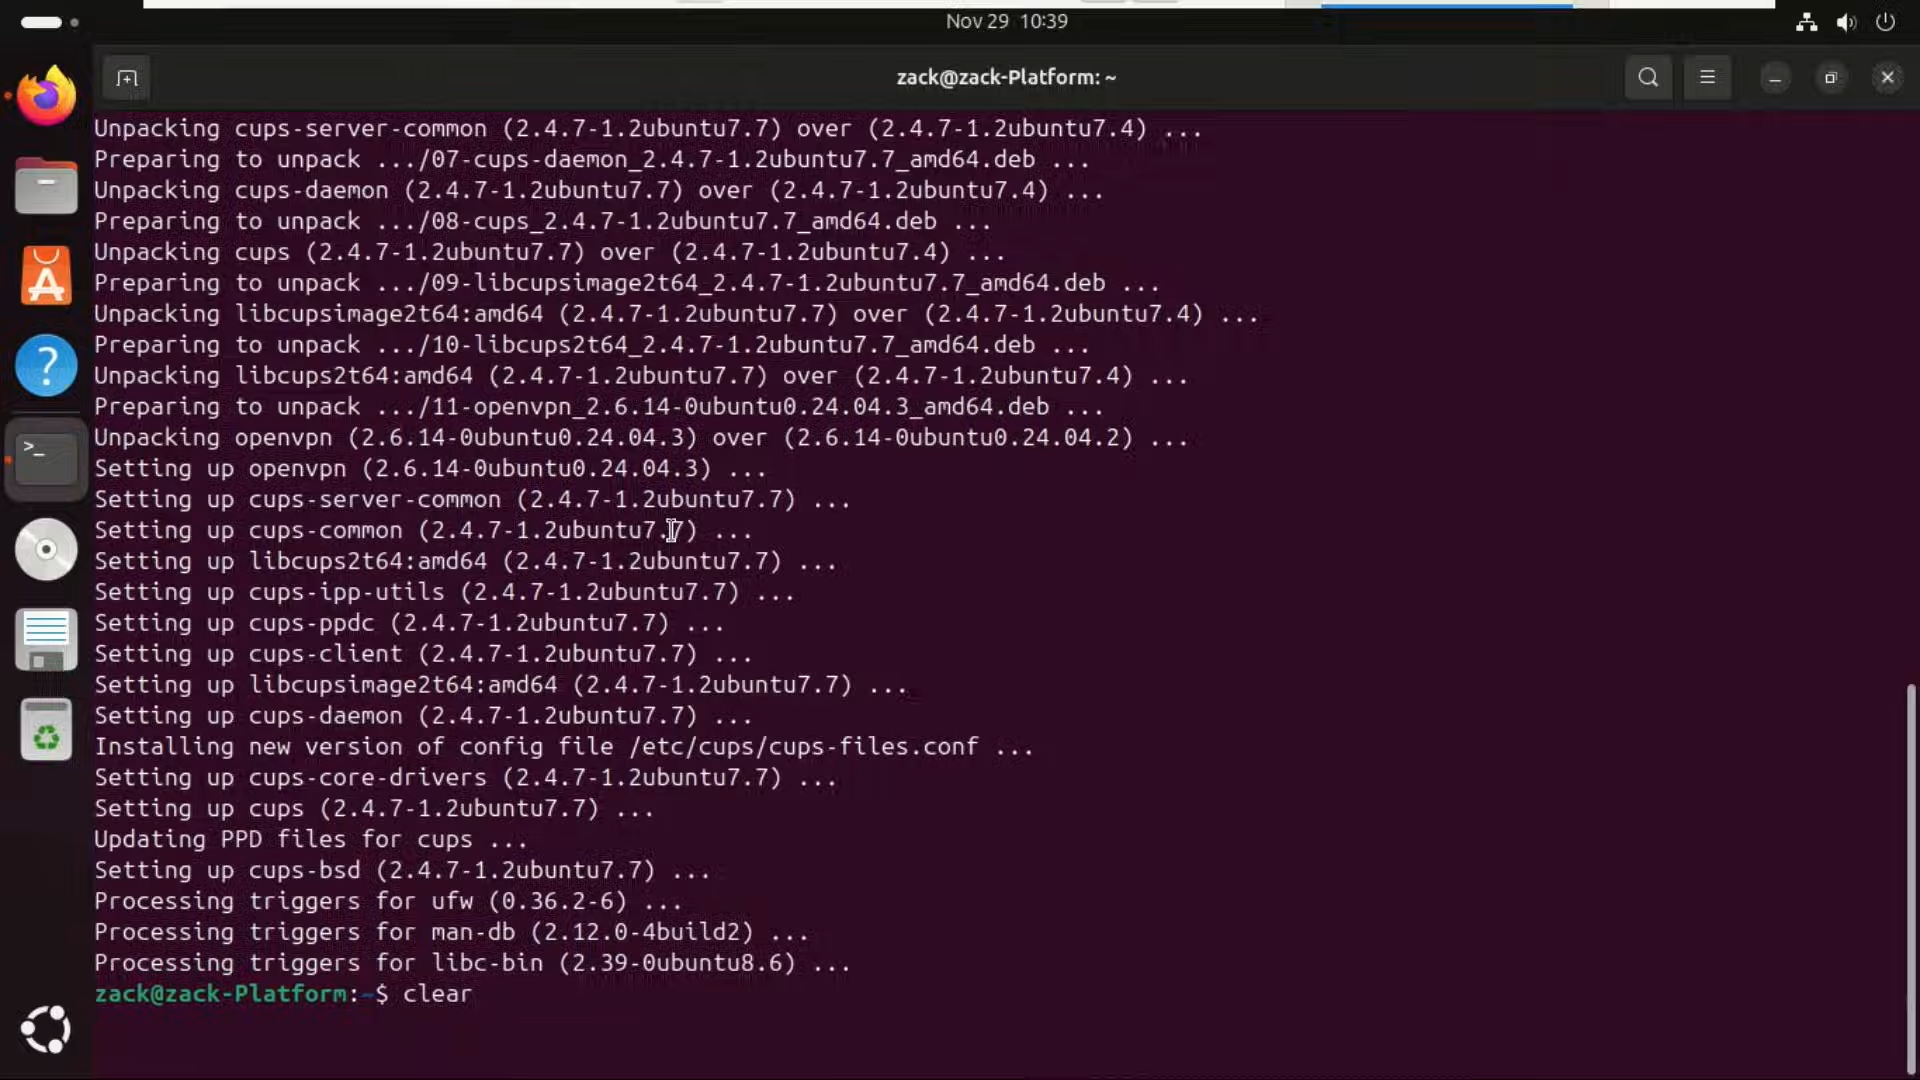 Nov 29 10:39
zack@zack-Platform: ~
Unpacking cups-server-common (2.4.7-1.2ubuntu7.7) over (2.4.7-1.2ubuntu7.4) ...
Preparing to unpack .../07-cups-daemon_2.4.7-1.2ubuntu7.7_amd64.deb ...
Unpacking cups-daemon (2.4.7-1.2ubuntu7.7) over (2.4.7-1.2ubuntu7.4) ...
Preparing to unpack .../08-cups_2.4.7-1.2ubuntu7.7_amd64.deb ...
Unpacking cups (2.4.7-1.2ubuntu7.7) over (2.4.7-1.2ubuntu7.4) ...
Preparing to unpack .../09-libcupsimage2t64_2.4.7-1.2ubuntu7.7_amd64.deb ...
Unpacking libcupsimage2t64:amd64 (2.4.7-1.2ubuntu7.7) over (2.4.7-1.2ubuntu7.4) ...
Preparing to unpack .../10-libcups2t64_2.4.7-1.2ubuntu7.7_amd64.deb ...
Unpacking libcups2t64:amd64 (2.4.7-1.2ubuntu7.7) over (2.4.7-1.2ubuntu7.4) ...
Preparing to unpack .../11-openvpn_2.6.14-0ubuntu0.24.04.3_amd64.deb ...
Unpacking openvpn (2.6.14-0ubuntu0.24.04.3) over (2.6.14-0ubuntu0.24.04.2) ...
Setting up openvpn (2.6.14-0ubuntu0.24.04.3) ...
Setting up cups-server-common (2.4.7-1.2ubuntu7.7) ...
Setting up cups-common (2.4.7-1.2ubuntu7.7) ...
Setting up libcups2t64:amd64 (2.4.7-1.2ubuntu7.7) ...
Setting up cups-ipp-utils (2.4.7-1.2ubuntu7.7) ...
Setting up cups-ppdc (2.4.7-1.2ubuntu7.7) ...
Setting up cups-client (2.4.7-1.2ubuntu7.7) ...
Setting up libcupsimage2t64:amd64 (2.4.7-1.2ubuntu7.7) ...
Setting up cups-daemon (2.4.7-1.2ubuntu7.7) ...
Installing new version of config file /etc/cups/cups-files.conf ...
Setting up cups-core-drivers (2.4.7-1.2ubuntu7.7) ...
Setting up cups (2.4.7-1.2ubuntu7.7) ...
Updating PPD files for cups ...
Setting up cups-bsd (2.4.7-1.2ubuntu7.7) ...
Processing triggers for ufw (0.36.2-6) ...
Processing triggers for man-db (2.12.0-4build2) ...
Processing triggers for libc-bin (2.39-0ubuntu8.6) ...
zack@zack-Platform:~$ clear